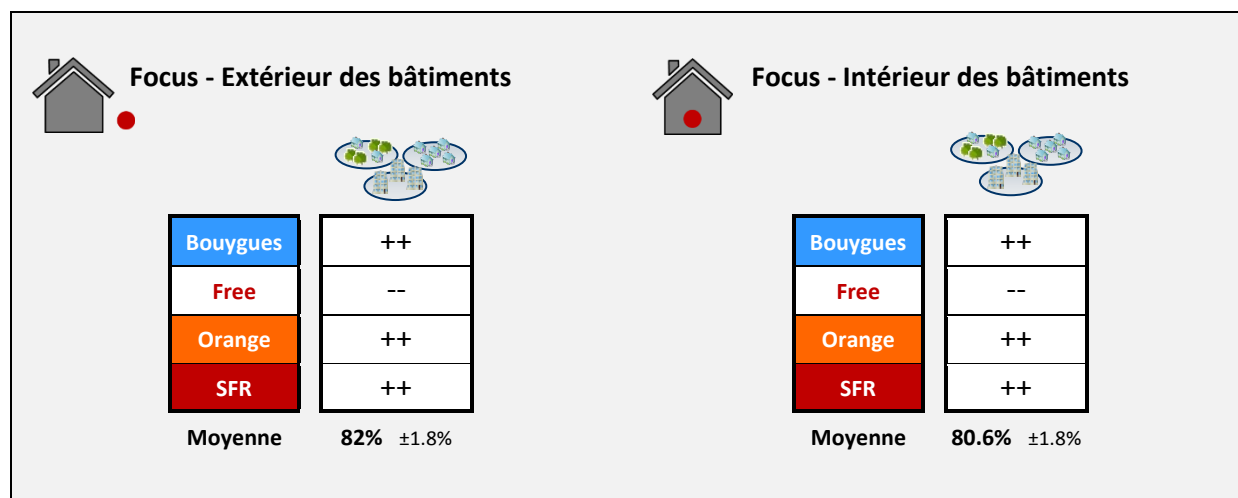 Focus - Extérieur des bâtiments
Bouygues ++
Free --
Orange ++
SFR ++
Moyenne 82% ±1.8%
Focus - Intérieur des bâtiments
Bouygues ++
Free --
Orange ++
SFR ++
Moyenne 80.6% ±1.8%